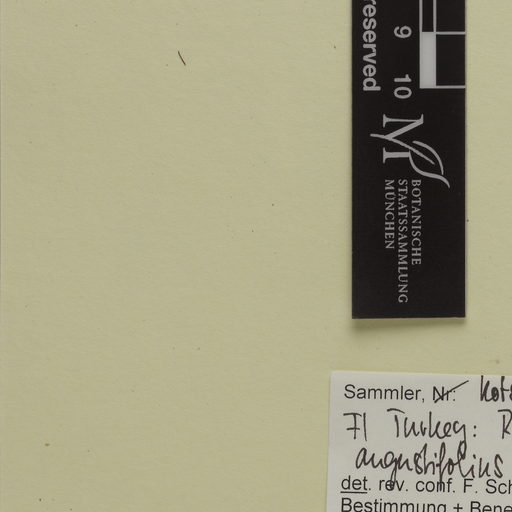 reserved
9 10
BOTANISCHE
STAATSSAMMLUNG
MÜNCHEN
Sammler, Nr:
Fl Turkey: R
angustifolius
det. rev. conf. F. Sch
Bestimmung + Bene